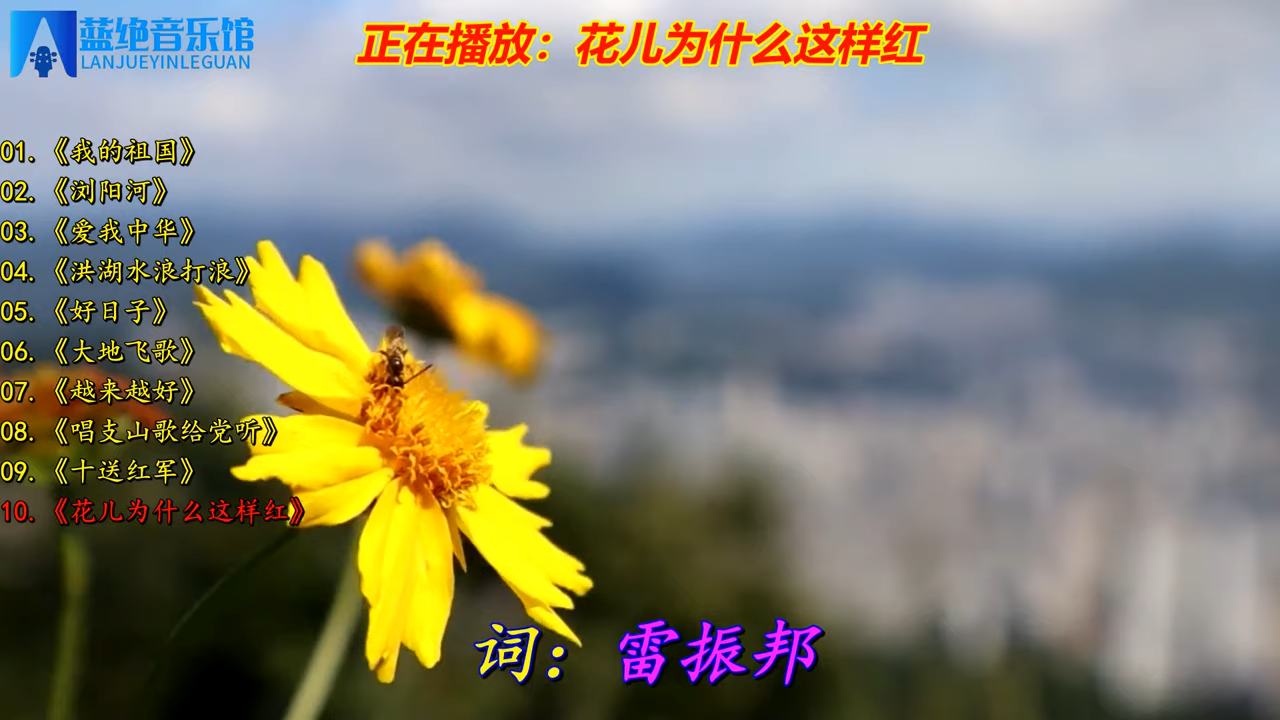 蓝绝音乐馆
LANJUEYINLEGUAN
正在播放：花儿为什么这样红
01.《我的祖国》
02.《浏阳河》
03.《爱我中华》
04.《洪湖水浪打浪》
05.《好日子》
06.《大地飞歌》
07.《越来越好》
08.《唱支山歌给党听》
09.《十送红军》
10.《花儿为什么这样红》
词：雷振邦